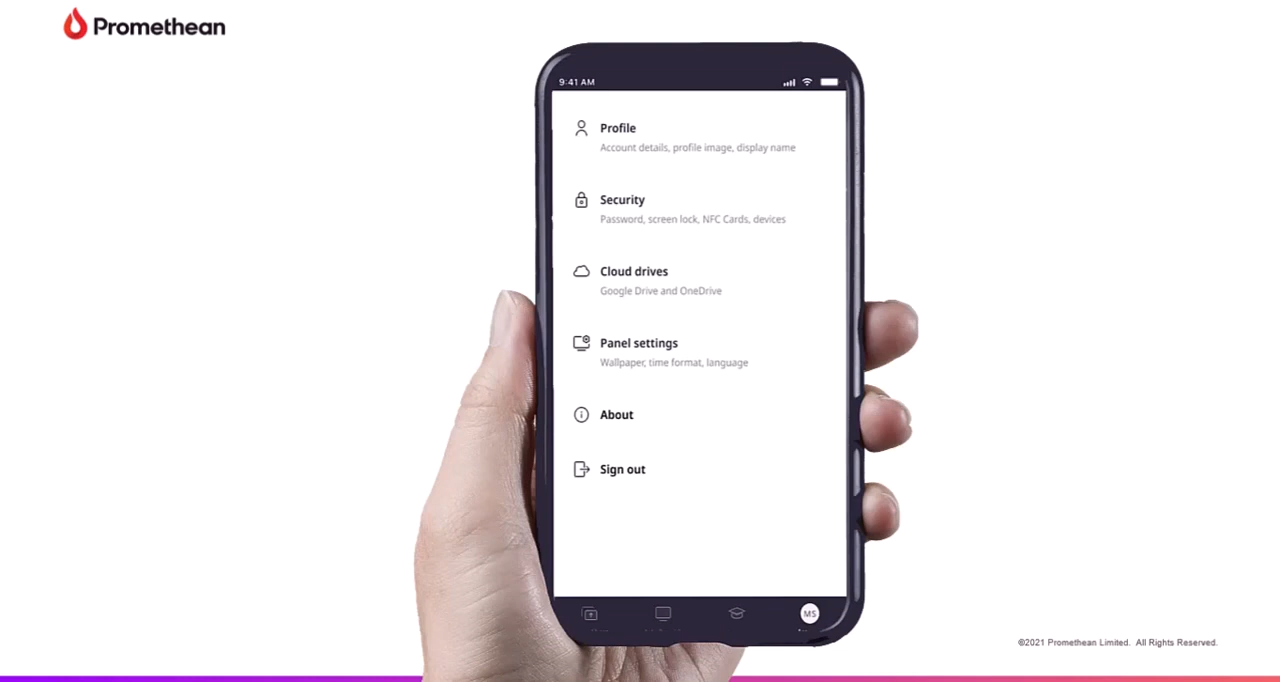 Promethean
9:41 AM
Profile
Account details, profile image, display name
Security
Password, screen lock, NFC Cards, devices
Cloud drives
Google Drive and OneDrive
Panel settings
Wallpaper, time format, language
About
Sign out
MS
©2021 Promethean Limited. All Rights Reserved.